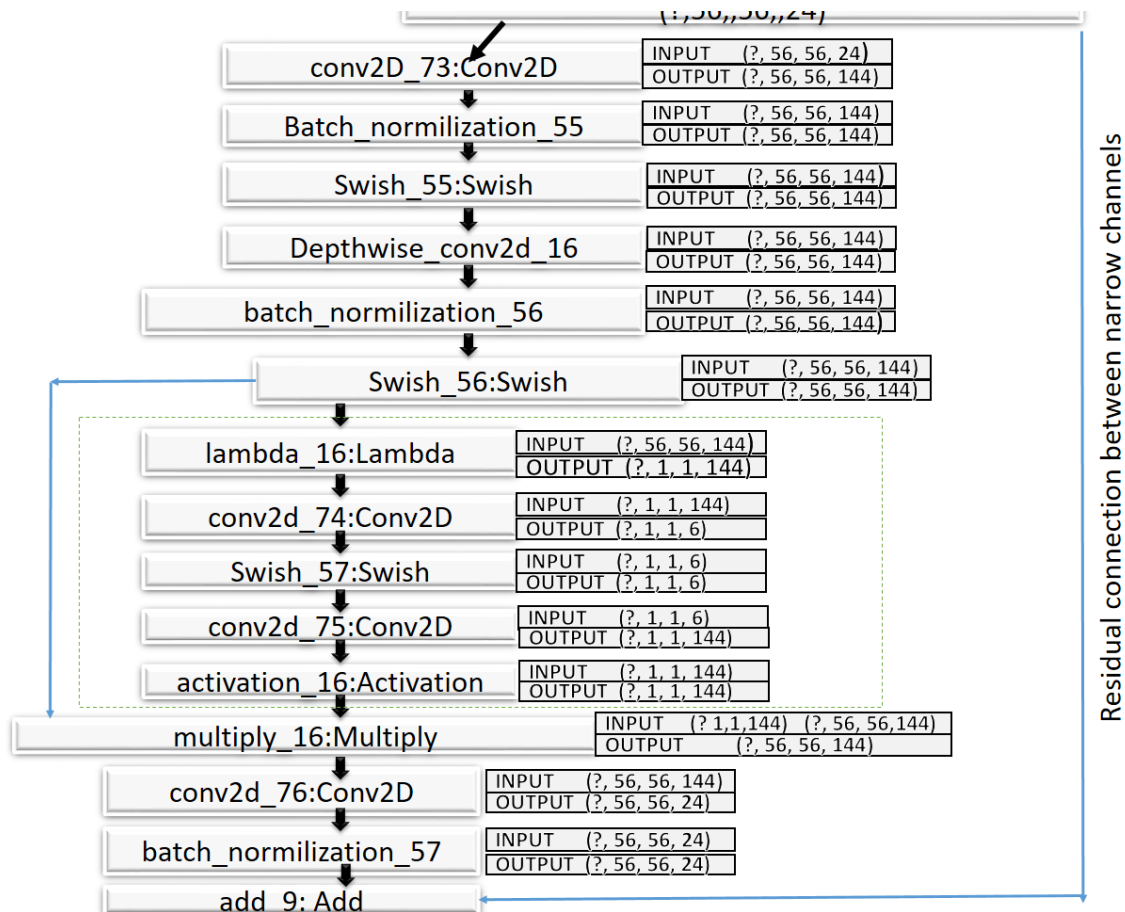 (?,56,,56,,24)
conv2D_73:Conv2D
INPUT (?, 56, 56, 24)
OUTPUT (?, 56, 56, 144)
Batch_normilization_55
INPUT (?, 56, 56, 144)
OUTPUT (?, 56, 56, 144)
Swish_55:Swish
INPUT (?, 56, 56, 144)
OUTPUT (?, 56, 56, 144)
Depthwise_conv2d_16
INPUT (?, 56, 56, 144)
OUTPUT (?, 56, 56, 144)
batch_normilization_56
INPUT (?, 56, 56, 144)
OUTPUT (?, 56, 56, 144)
Swish_56:Swish
INPUT (?, 56, 56, 144)
OUTPUT (?, 56, 56, 144)
lambda_16:Lambda
INPUT (?, 56, 56, 144)
OUTPUT (?, 1, 1, 144)
conv2d_74:Conv2D
INPUT (?, 1, 1, 144)
OUTPUT (?, 1, 1, 6)
Swish_57:Swish
INPUT (?, 1, 1, 6)
OUTPUT (?, 1, 1, 6)
conv2d_75:Conv2D
INPUT (?, 1, 1, 6)
OUTPUT (?, 1, 1, 144)
activation_16:Activation
INPUT (?, 1, 1, 144)
OUTPUT (?, 1, 1, 144)
multiply_16:Multiply
INPUT (? 1,1,144) (?, 56, 56,144)
OUTPUT (?, 56, 56, 144)
conv2d_76:Conv2D
INPUT (?, 56, 56, 144)
OUTPUT (?, 56, 56, 24)
batch_normilization_57
INPUT (?, 56, 56, 24)
OUTPUT (?, 56, 56, 24)
add_9: Add
Residual connection between narrow channels